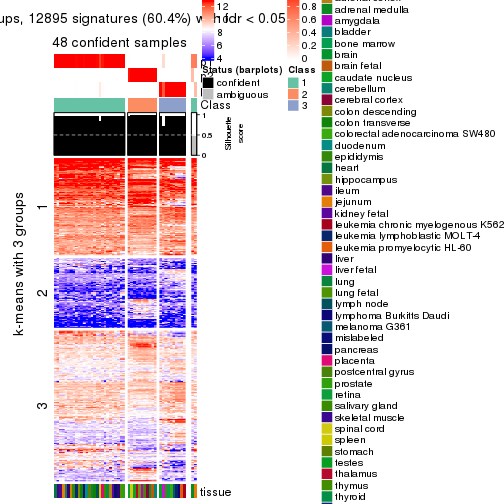 ups, 12895 signatures (60.4%) with fdr < 0.05
48 confident samples
12
10
8
6
4
0.8
0.6
0.4
0.2
0
Status (barplots)
confident
ambiguous
Class
1
2
3
Class
1
0.5
0
Silhouette
score
k-means with 3 groups
1
2
3
tissue
adrenal medulla
amygdala
bladder
bone marrow
brain
brain fetal
caudate nucleus
cerebellum
cerebral cortex
colon descending
colon transverse
colorectal adenocarcinoma SW480
duodenum
epididymis
heart
hippocampus
ileum
jejunum
kidney fetal
leukemia chronic myelogenous K562
leukemia lymphoblastic MOLT-4
leukemia promyelocytic HL-60
liver
liver fetal
lung
lung fetal
lymph node
lymphoma Burkitts Daudi
melanoma G361
mislabeled
pancreas
placenta
postcentral gyrus
prostate
retina
salivary gland
skeletal muscle
spinal cord
spleen
stomach
testes
thalamus
thymus
thyroid